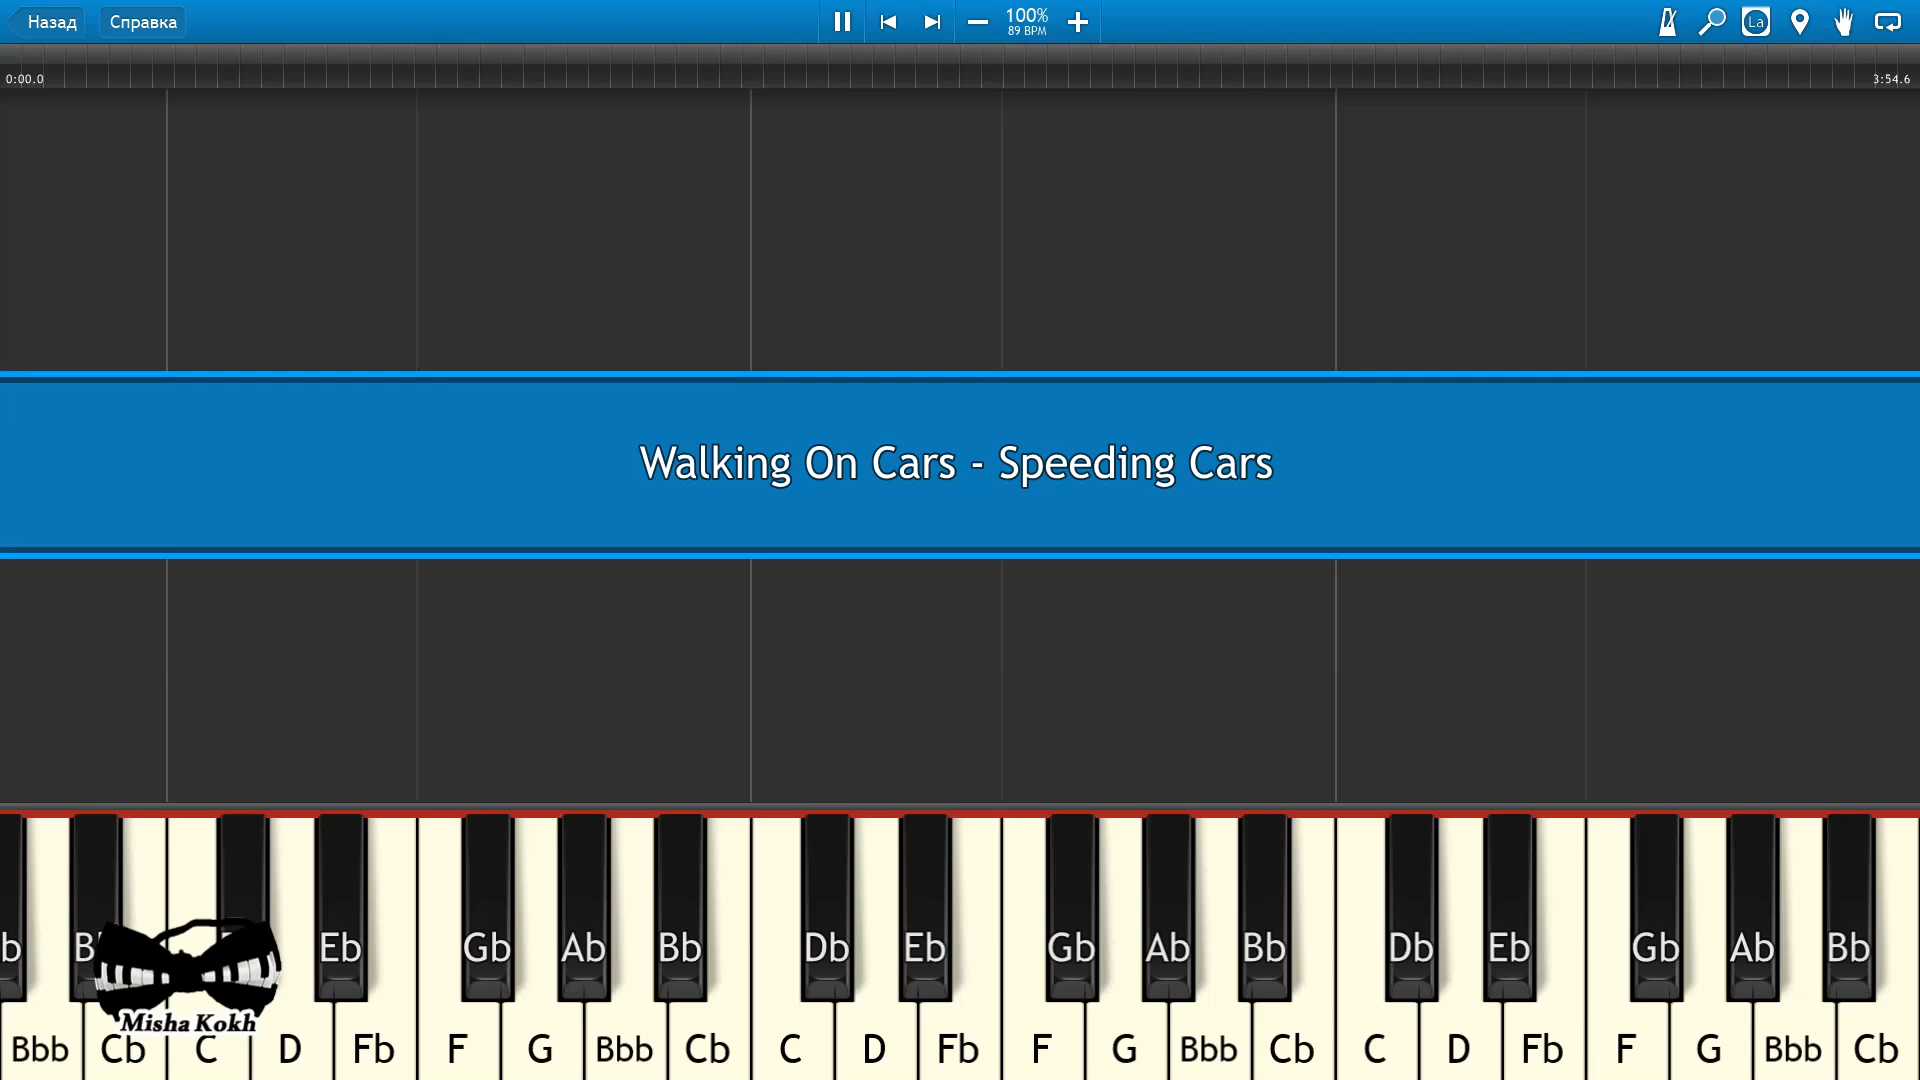 Назад Справка 100% 89 BPM La
0:00.0 3:54.6
Walking On Cars - Speeding Cars
b Eb Gb Ab Bb Db Eb Gb Ab Bb Db Eb Gb Ab Bb
Misha Kokh
Bbb Cb C D Fb F G Bbb Cb C D Fb F G Bbb Cb C D Fb F G Bbb Cb